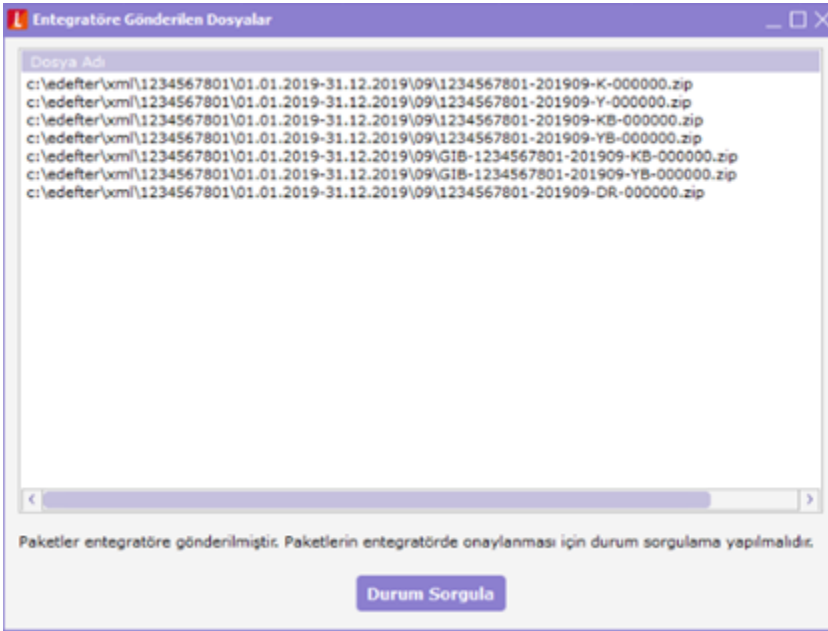 Entegratöre Gönderilen Dosyalar
Dosya Adı
c:\edefter\xml\1234567801\01.01.2019-31.12.2019\09\1234567801-201909-K-000000.zip
c:\edefter\xml\1234567801\01.01.2019-31.12.2019\09\1234567801-201909-Y-000000.zip
c:\edefter\xml\1234567801\01.01.2019-31.12.2019\09\1234567801-201909-KB-000000.zip
c:\edefter\xml\1234567801\01.01.2019-31.12.2019\09\1234567801-201909-YB-000000.zip
c:\edefter\xml\1234567801\01.01.2019-31.12.2019\09\GIB-1234567801-201909-KB-000000.zip
c:\edefter\xml\1234567801\01.01.2019-31.12.2019\09\GIB-1234567801-201909-YB-000000.zip
c:\edefter\xml\1234567801\01.01.2019-31.12.2019\09\1234567801-201909-DR-000000.zip
Paketler entegratöre gönderilmiştir. Paketlerin entegratörde onaylanması için durum sorgulama yapılmalıdır.
Durum Sorgula